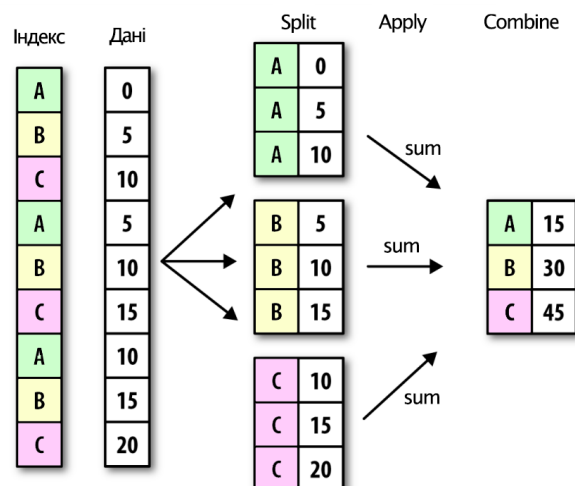 Індекс Дані Split Apply Combine
A 0
B 5
C 10
A 5
B 10
C 15
A 10
B 15
C 20
A 0
A 5
A 10
B 5
B 10
B 15
C 10
C 15
C 20
sum
sum
sum
A 15
B 30
C 45